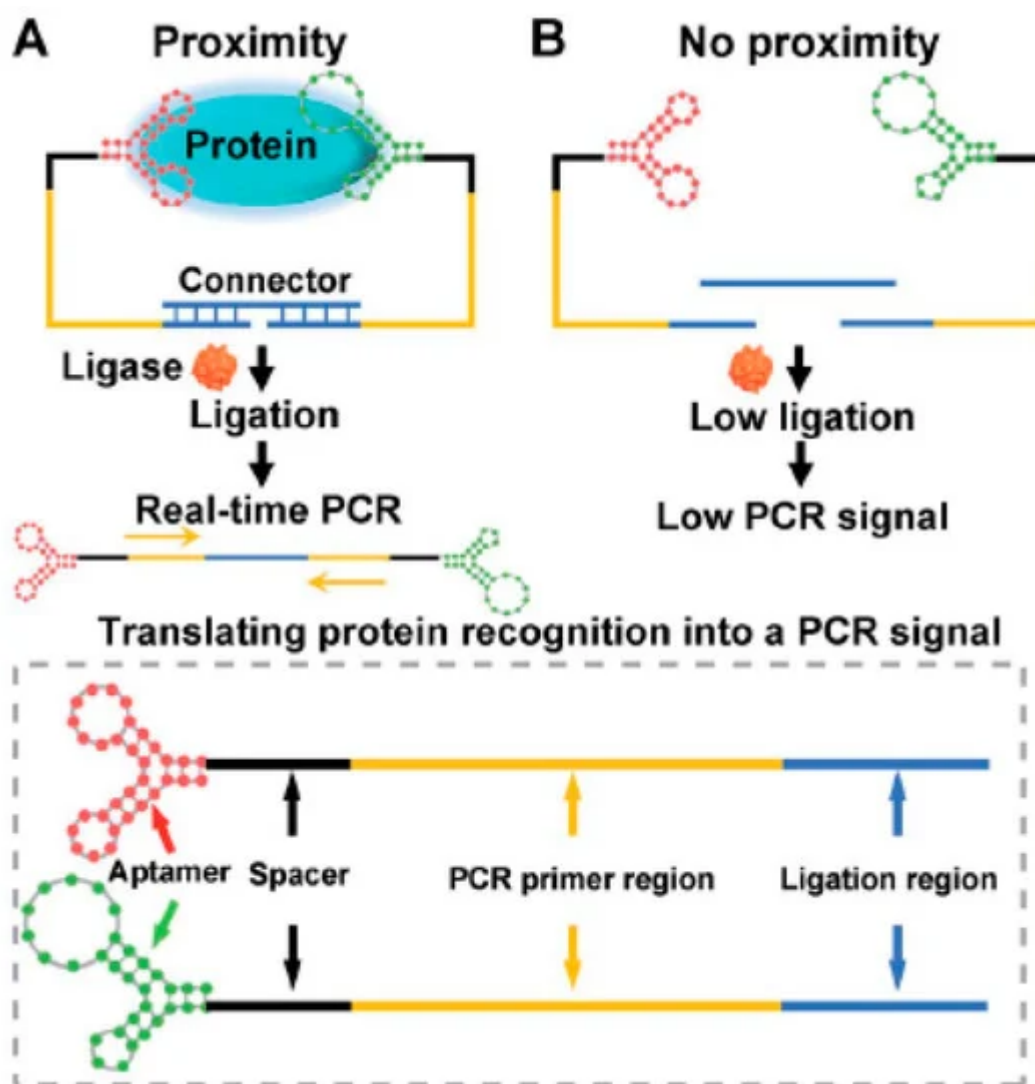 A
Proximity
B
No proximity
Protein
Connector
Ligase
Ligation
Low ligation
Real-time PCR
Low PCR signal
Translating protein recognition into a PCR signal
Aptamer
Spacer
PCR primer region
Ligation region